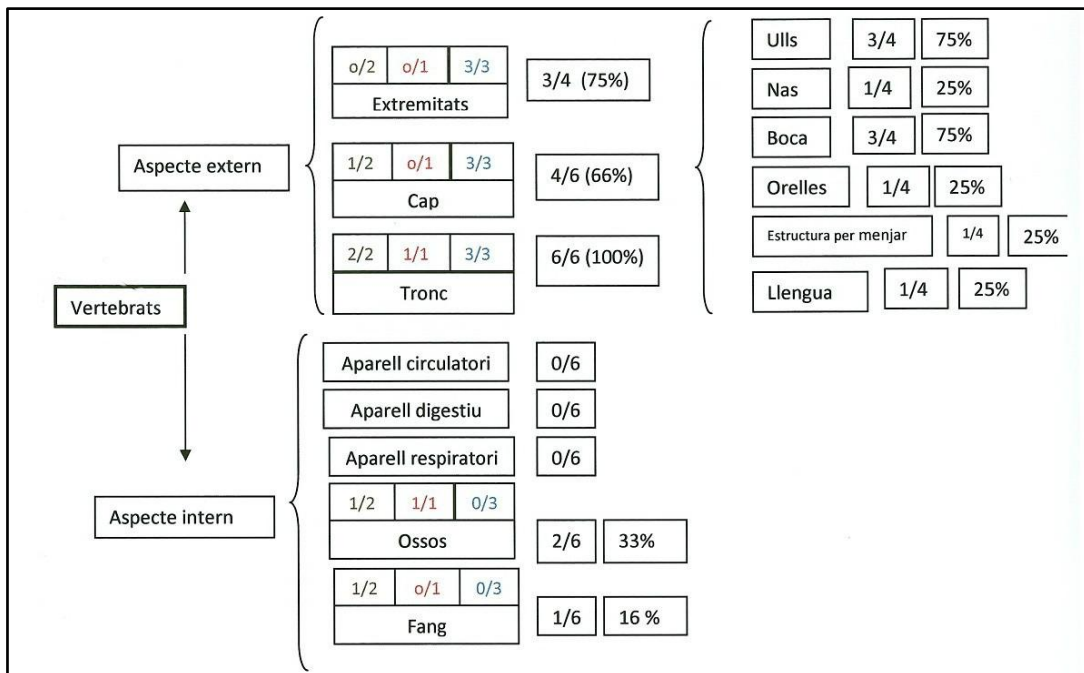 Vertebrats
Aspecte extern
o/2 o/1 3/3
Extremitats
3/4 (75%)
1/2 o/1 3/3
Cap
4/6 (66%)
2/2 1/1 3/3
Tronc
6/6 (100%)
Ulls 3/4 75%
Nas 1/4 25%
Boca 3/4 75%
Orelles 1/4 25%
Estructura per menjar 1/4 25%
Llengua 1/4 25%
Aspecte intern
Aparell circulatori 0/6
Aparell digestiu 0/6
Aparell respiratori 0/6
1/2 1/1 0/3
Ossos
2/6 33%
1/2 o/1 0/3
Fang
1/6 16 %